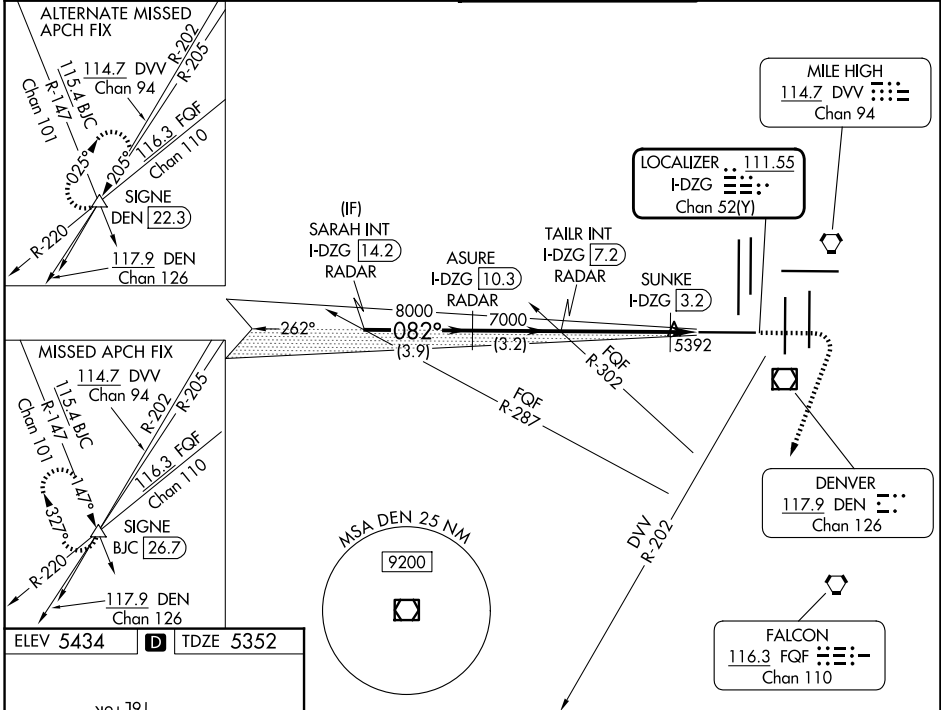 ALTERNATE MISSED
APCH FIX
R-202
R-205
114.7 DVV
Chan 94
115.4 BJC
R-147
Chan 101
116.3 FQF
Chan 110
025°
205°
SIGNE
DEN 22.3
R-220
117.9 DEN
Chan 126
MISSED APCH FIX
114.7 DVV
Chan 94
R-202
R-205
115.4 BJC
R-147
Chan 101
116.3 FQF
Chan 110
147°
327°
SIGNE
BJC 26.7
R-220
117.9 DEN
Chan 126
MILE HIGH
114.7 DVV
Chan 94
LOCALIZER 111.55
I-DZG
Chan 52(Y)
(IF)
SARAH INT
I-DZG 14.2
RADAR
ASURE
I-DZG 10.3
RADAR
TAILR INT
I-DZG 7.2
RADAR
SUNKE
I-DZG 3.2
262°
8000
082°
(3.9)
7000
(3.2)
5392
FQF
R-302
FQF
R-287
DVV
R-202
DENVER
117.9 DEN
Chan 126
MSA DEN 25 NM
9200
FALCON
116.3 FQF
Chan 110
ELEV 5434 D TDZE 5352